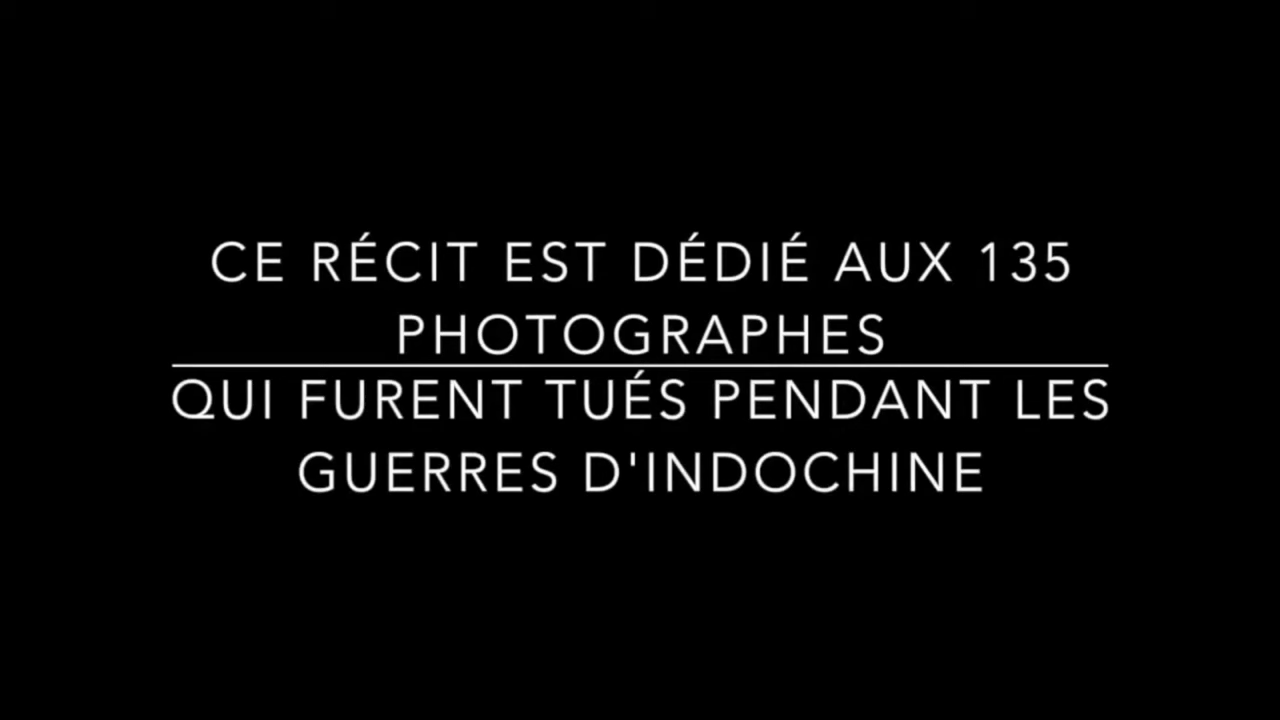 CE RÉCIT EST DÉDIÉ AUX 135
PHOTOGRAPHES
QUI FURENT TUÉS PENDANT LES
GUERRES D'INDOCHINE